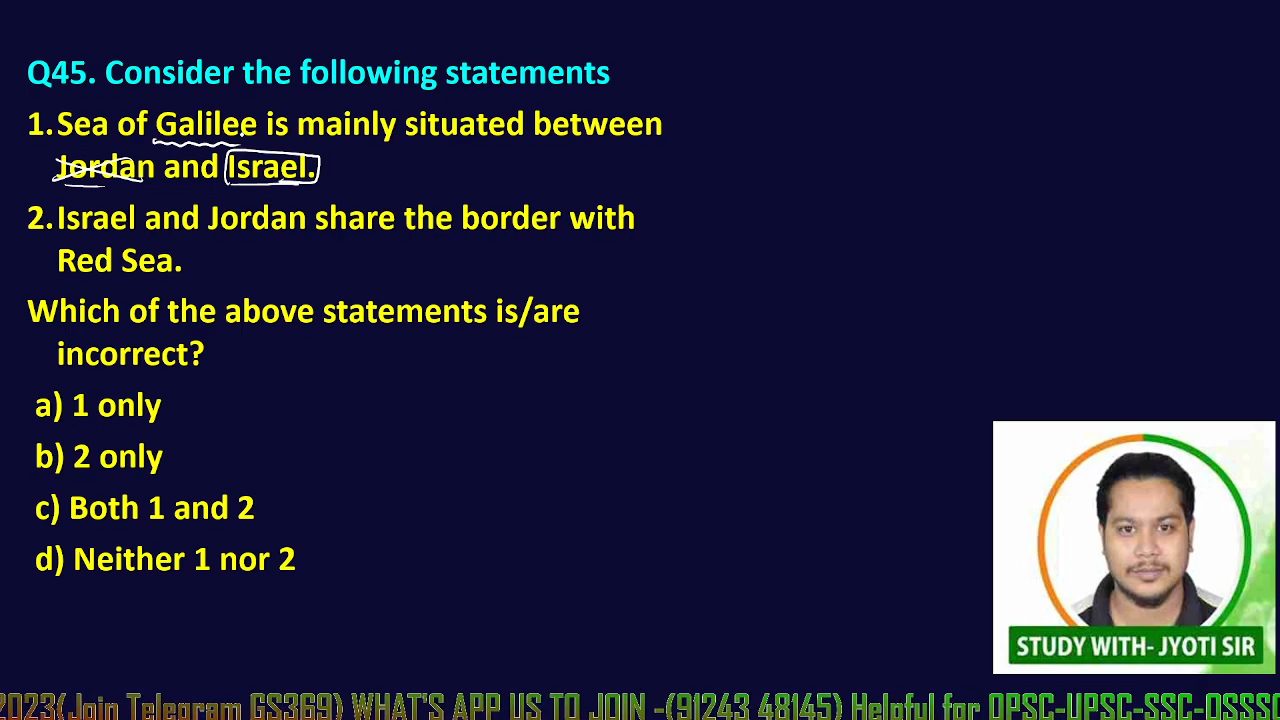 Q45. Consider the following statements
1. Sea of Galilee is mainly situated between
Jordan and Israel.
2. Israel and Jordan share the border with
Red Sea.
Which of the above statements is/are
incorrect?
a) 1 only
b) 2 only
c) Both 1 and 2
d) Neither 1 nor 2
STUDY WITH- JYOTI SIR
2023(Join Telegram GS369) WHAT'S APP US TO JOIN -(91243 48145) Helpful for OPSC-UPSC-SSC-OSSSC